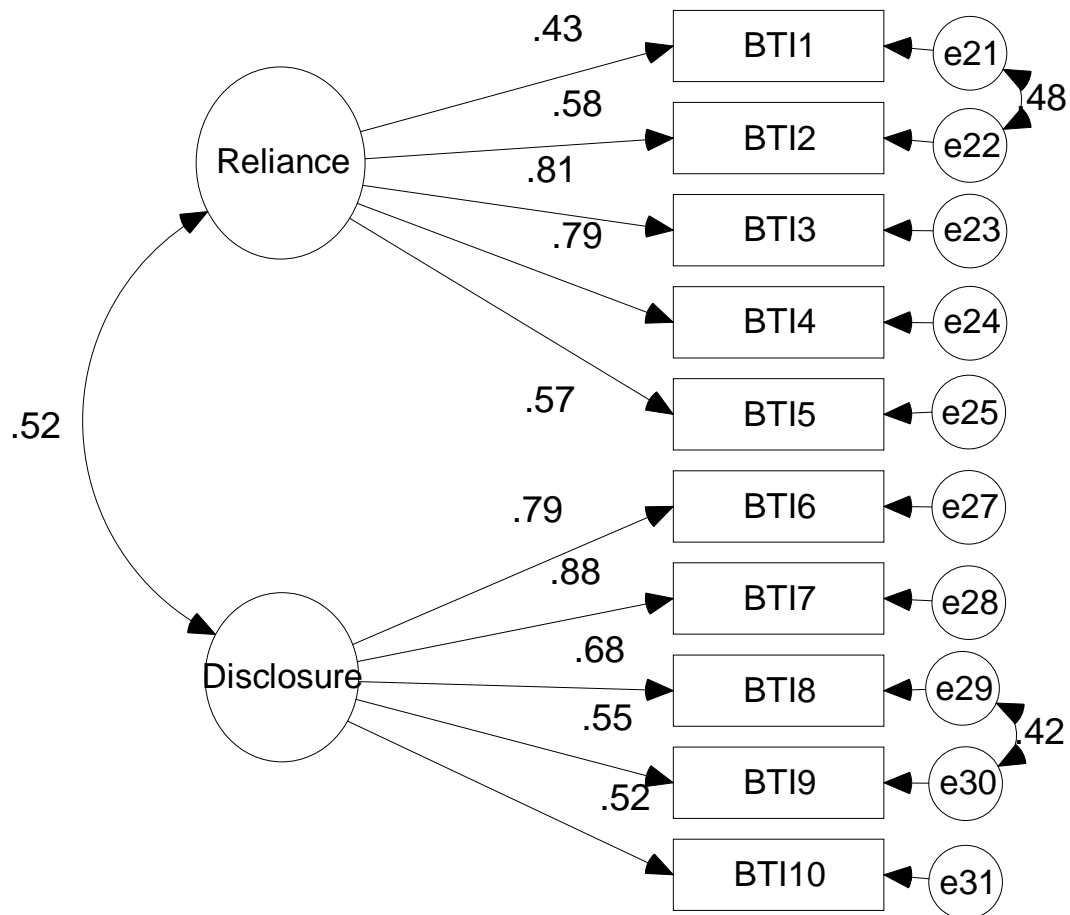 .43
BTI1
e21
.48
.58
BTI2
e22
Reliance
.81
BTI3
e23
.79
BTI4
e24
.57
BTI5
e25
.52
.79
BTI6
e27
.88
BTI7
e28
Disclosure
.68
BTI8
e29
.42
.55
BTI9
e30
.52
BTI10
e31